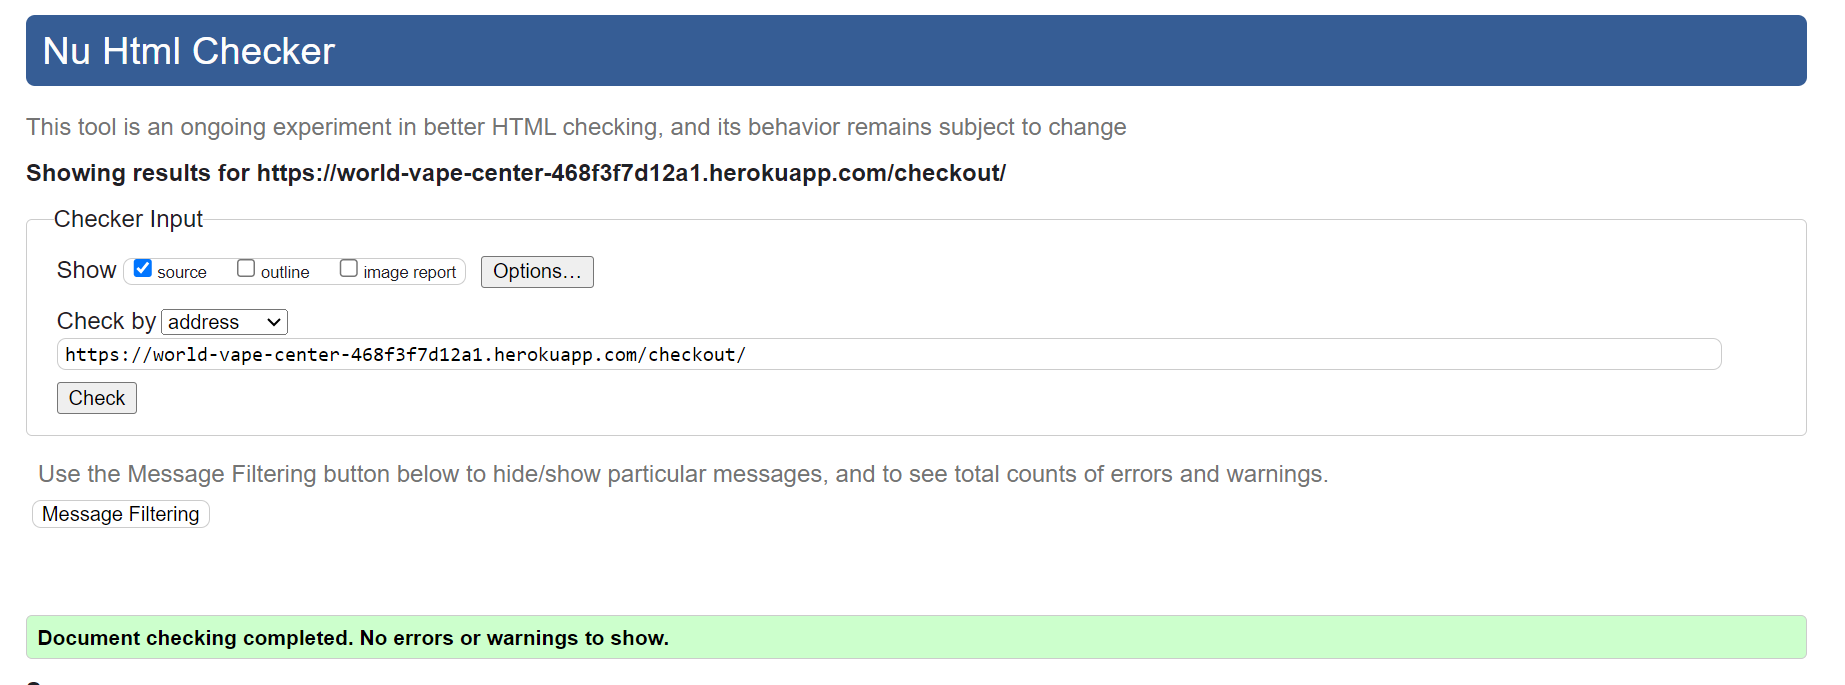 Nu Html Checker
This tool is an ongoing experiment in better HTML checking, and its behavior remains subject to change
Showing results for https://world-vape-center-468f3f7d12a1.herokuapp.com/checkout/
Checker Input
Show source outline image report Options...
Check by address
https://world-vape-center-468f3f7d12a1.herokuapp.com/checkout/
Check
Use the Message Filtering button below to hide/show particular messages, and to see total counts of errors and warnings.
Message Filtering
Document checking completed. No errors or warnings to show.